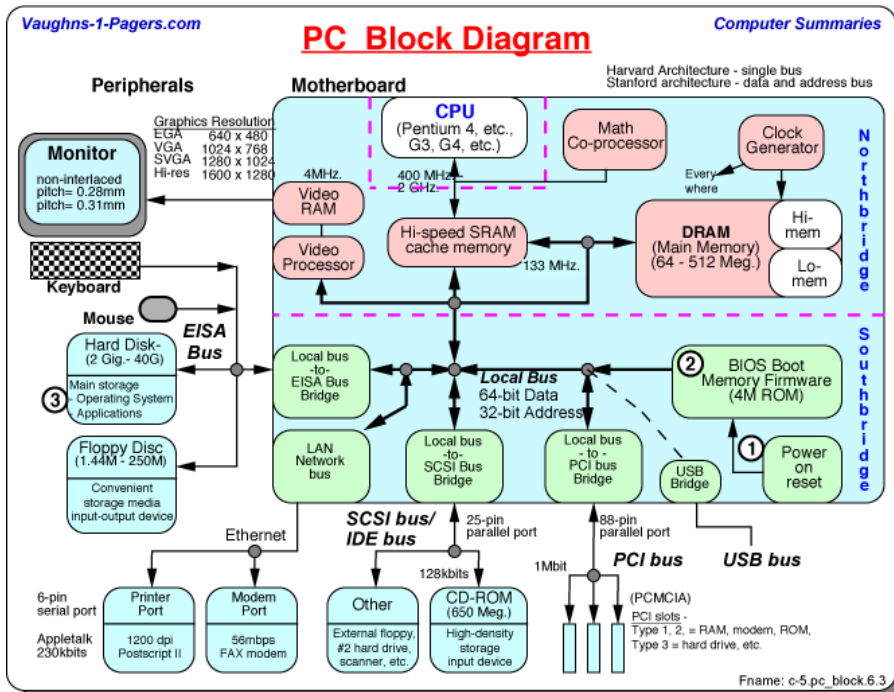 Vaughns-1-Pagers.com
Computer Summaries
PC Block Diagram
Harvard Architecture - single bus
Stanford architecture - data and address bus
Peripherals
Motherboard
Graphics Resolution
EGA 640 x 480
VGA 1024 x 768
SVGA 1280 x 1024
Hi-res 1600 x 1280
Monitor
non-interlaced
pitch= 0.28mm
pitch= 0.31mm
CPU
(Pentium 4, etc.,
G3, G4, etc.)
Math
Co-processor
Clock
Generator
Northbridge
4MHz.
400 MHz.-
2 GHz.
Every
where
Video
RAM
Video
Processor
Hi-speed SRAM
cache memory
133 MHz.
DRAM
(Main Memory)
(64 - 512 Meg.)
Hi-
mem
Lo-
mem
Keyboard
Mouse
EISA
Bus
Hard Disk-
(2 Gig.- 40G)
3
Main storage
- Operating System
- Applications
Floppy Disc
(1.44M - 250M)
Convenient
storage media
input-output device
Local bus
-to-
EISA Bus
Bridge
Local Bus
64-bit Data
32-bit Address
2
BIOS Boot
Memory Firmware
(4M ROM)
Southbridge
LAN
Network
bus
Local bus
-to-
SCSI Bus
Bridge
Local bus
- to -
PCI bus
Bridge
USB
Bridge
1
Power
on
reset
Ethernet
SCSI bus/
IDE bus
25-pin
parallel port
88-pin
parallel port
PCI bus
USB bus
128kbits
1Mbit
6-pin
serial port
Appletalk
230kbits
Printer
Port
1200 dpi
Postscript II
Modem
Port
56mbps
FAX modem
Other
External floppy,
#2 hard drive,
scanner, etc.
CD-ROM
(650 Meg.)
High-density
storage
input device
(PCMCIA)
PCI slots -
Type 1, 2, = RAM, modem, ROM,
Type 3 = hard drive, etc.
Fname: c-5.pc_block.6.3